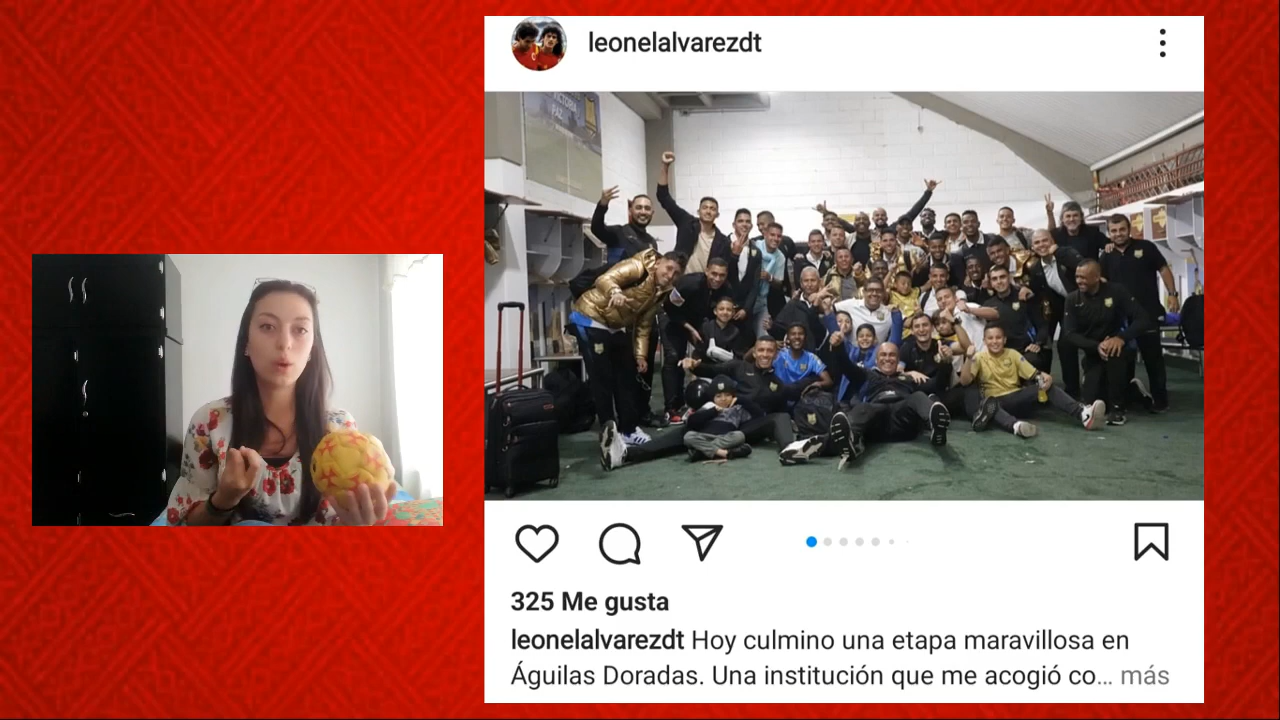 leonelalvarezdt
325 Me gusta
leonelalvarezdt Hoy culmino una etapa maravillosa en
Águilas Doradas. Una institución que me acogió co... más